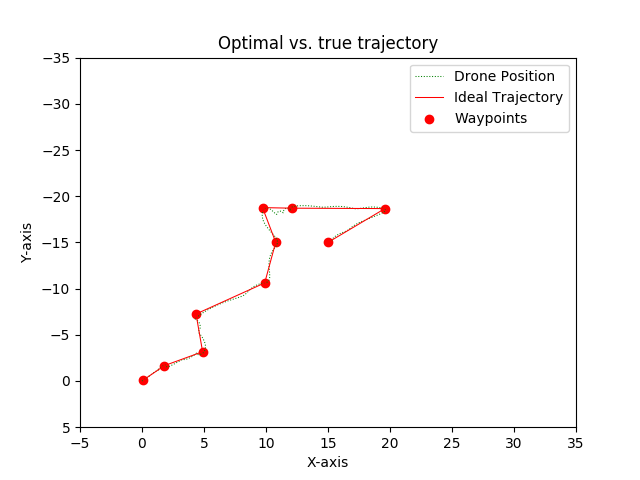 Optimal vs. true trajectory
Drone Position
Ideal Trajectory
Waypoints
Y-axis
−35
−30
−25
−20
−15
−10
−5
0
5
−5 0 5 10 15 20 25 30 35
X-axis